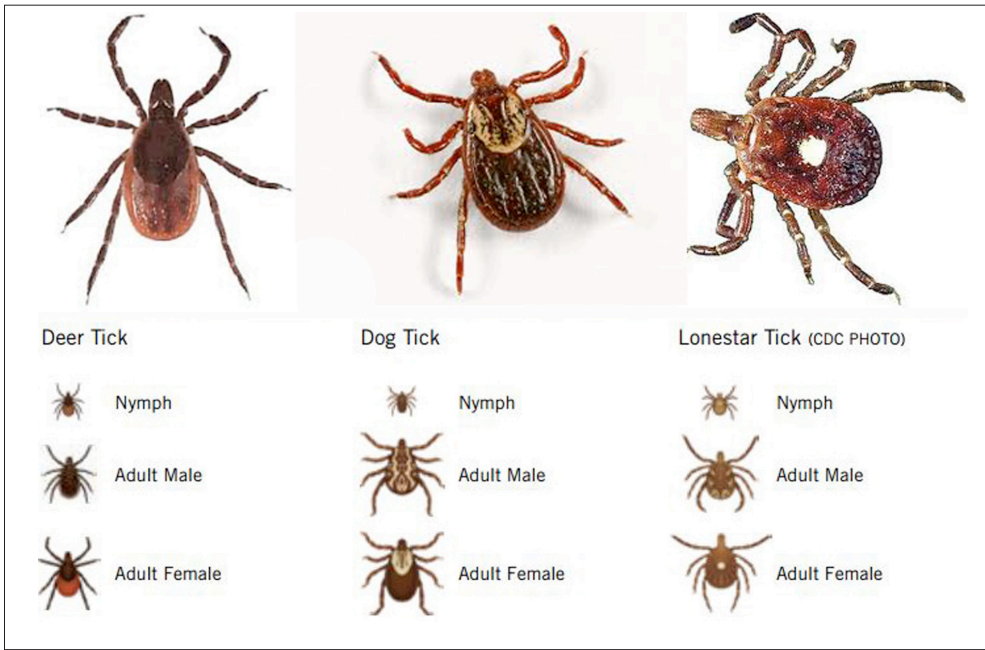 Deer Tick
Dog Tick
Lonestar Tick (CDC PHOTO)
Nymph
Nymph
Nymph
Adult Male
Adult Male
Adult Male
Adult Female
Adult Female
Adult Female